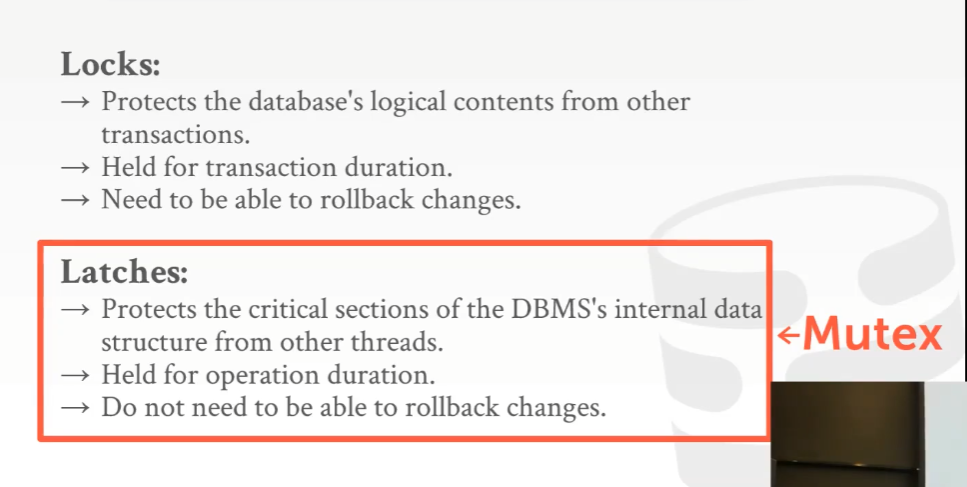 Locks:
→ Protects the database's logical contents from other
transactions.
→ Held for transaction duration.
→ Need to be able to rollback changes.
Latches:
→ Protects the critical sections of the DBMS's internal data
structure from other threads.
→ Held for operation duration.
→ Do not need to be able to rollback changes.
←Mutex